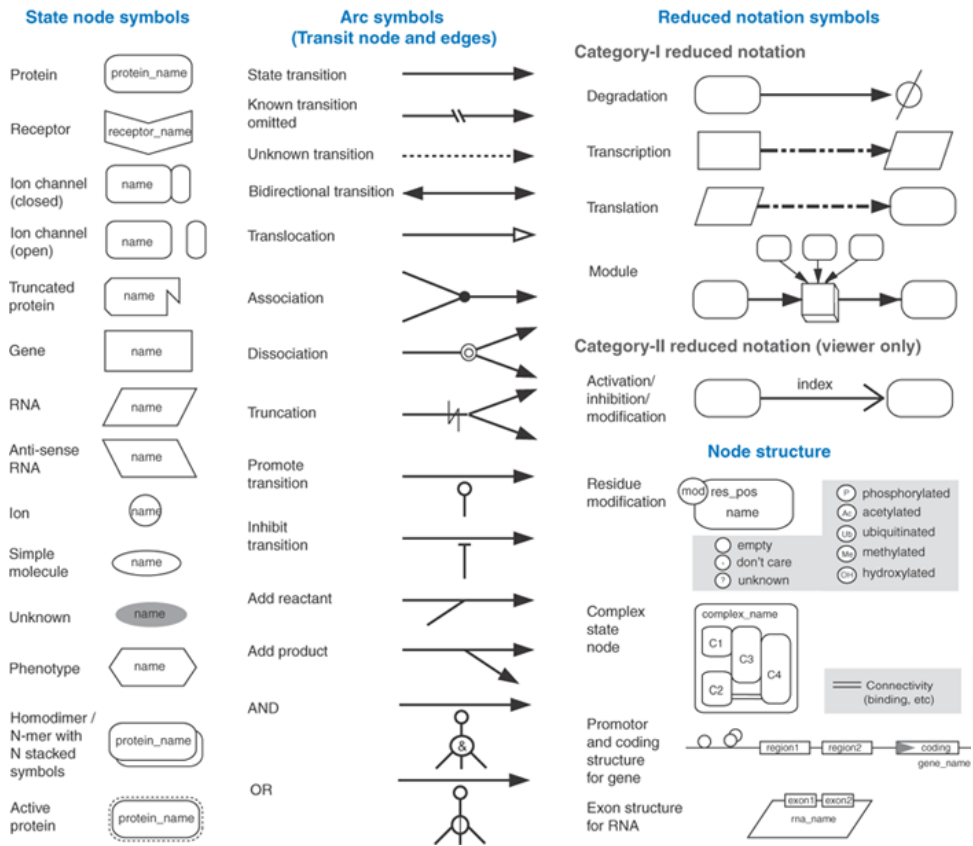 State node symbols
Protein
protein_name
Receptor
receptor_name
Ion channel
(closed)
name
Ion channel
(open)
name
Truncated
protein
name
Gene
name
RNA
name
Anti-sense
RNA
name
Ion
name
Simple
molecule
name
Unknown
name
Phenotype
name
Homodimer /
N-mer with
N stacked
symbols
protein_name
Active
protein
protein_name
Arc symbols
(Transit node and edges)
State transition
Known transition
omitted
Unknown transition
Bidirectional transition
Translocation
Association
Dissociation
Truncation
Promote
transition
Inhibit
transition
Add reactant
Add product
AND
&
OR
Reduced notation symbols
Category-I reduced notation
Degradation
Transcription
Translation
Module
Category-II reduced notation (viewer only)
Activation/
inhibition/
modification
index
Node structure
Residue
modification
mod
res_pos
name
empty
- don't care
? unknown
P phosphorylated
Ac acetylated
Ub ubiquitinated
Me methylated
OH hydroxylated
Complex
state
node
complex_name
C1
C2
C3
C4
Connectivity
(binding, etc)
Promotor
and coding
structure
for gene
region1
region2
coding
gene_name
Exon structure
for RNA
exon1
exon2
rna_name